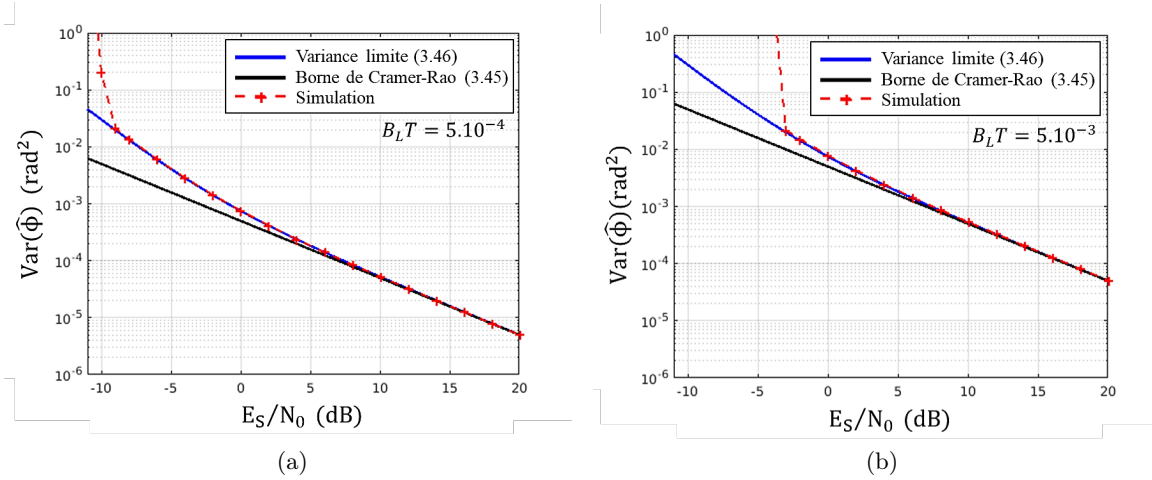 10^0
10^-1
10^-2
10^-3
10^-4
10^-5
10^-6
Var(φ̂) (rad²)
Variance limite (3.46)
Borne de Cramer-Rao (3.45)
Simulation
B_L T = 5.10^-4
-10 -5 0 5 10 15 20
E_S/N_0 (dB)
(a)
10^0
10^-1
10^-2
10^-3
10^-4
10^-5
10^-6
Var(φ̂)(rad²)
Variance limite (3.46)
Borne de Cramer-Rao (3.45)
Simulation
B_L T = 5.10^-3
-10 -5 0 5 10 15 20
E_S/N_0 (dB)
(b)